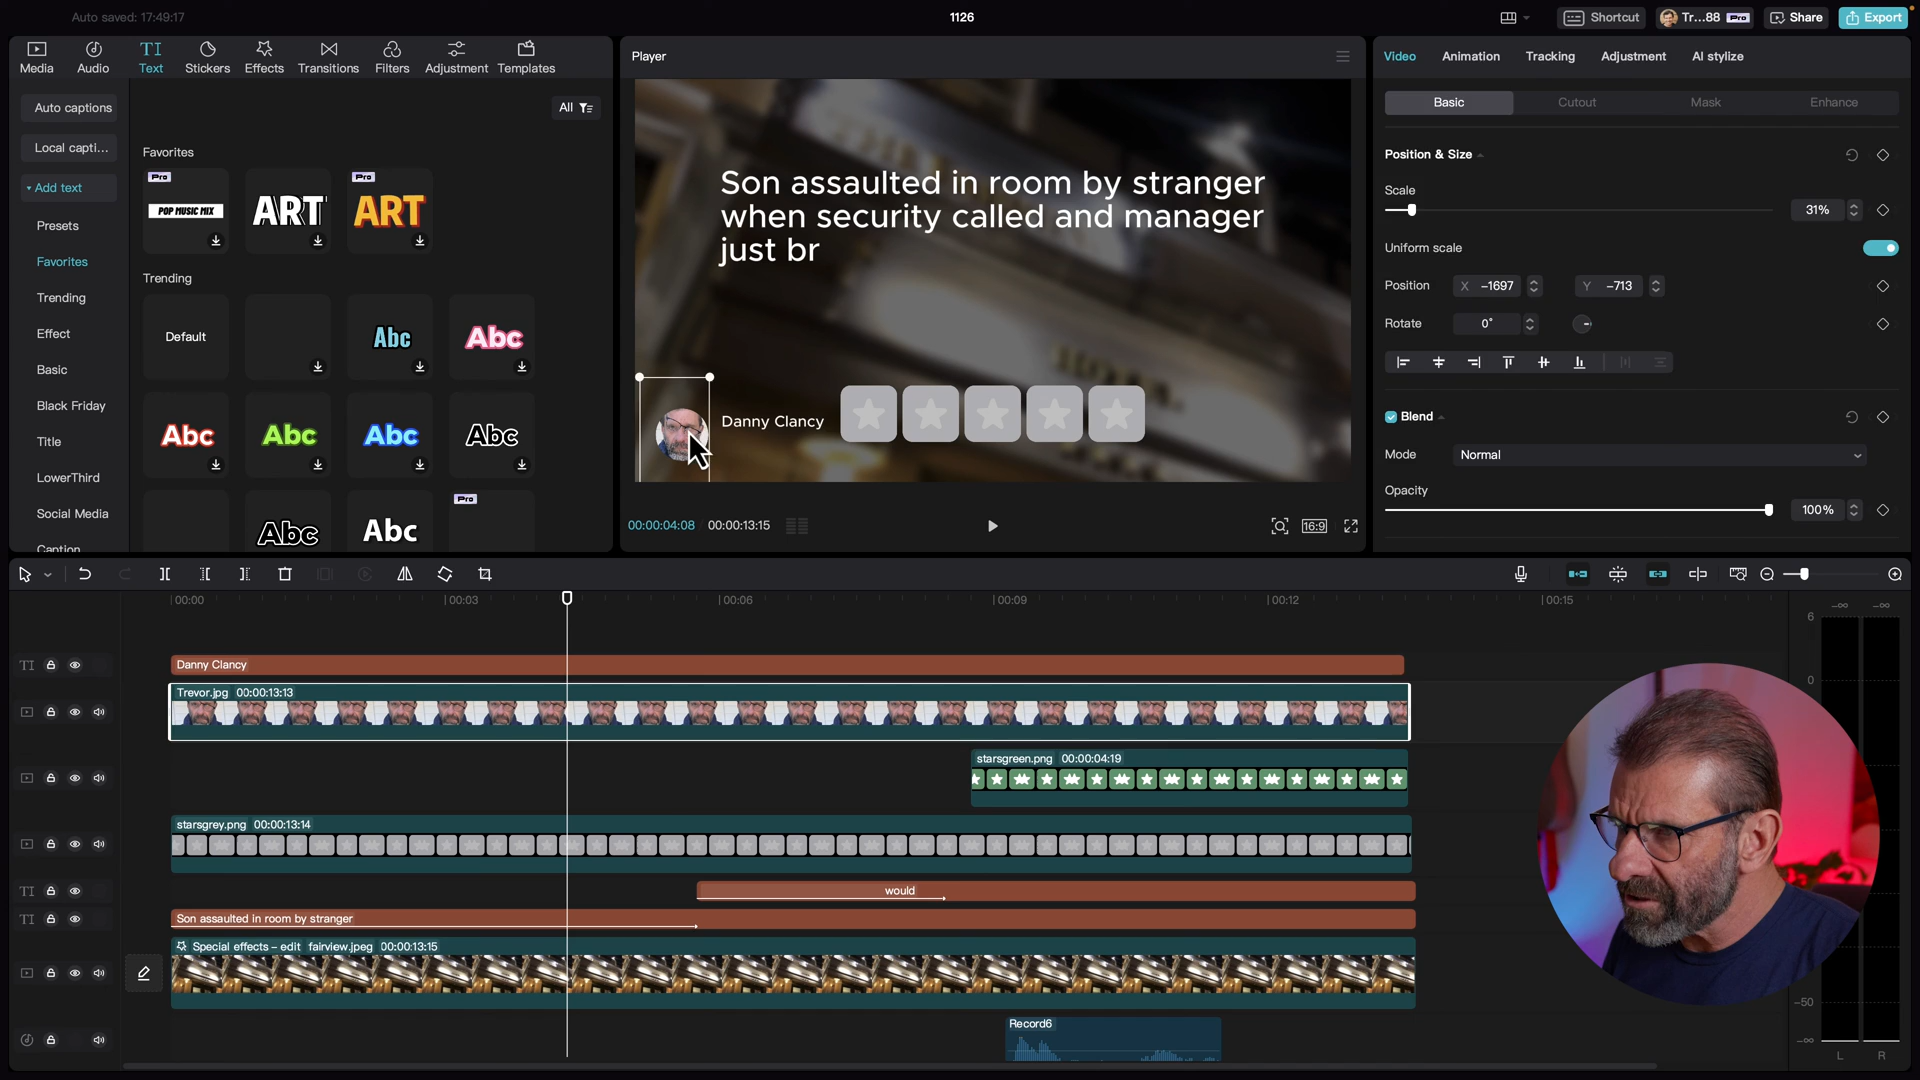 Auto saved: 17:49:17
1126
Shortcut
Tr...88
Pro
Share
Export
Media
Audio
TI
Text
Stickers
Effects
Transitions
Filters
Adjustment
Templates
Auto captions
Local capti...
Add text
Presets
Favorites
Trending
Effect
Basic
Black Friday
Title
LowerThird
Social Media
Caption
All
Favorites
Pro
POP MUSIC MIX
ART
Pro
ART
Trending
Default
Abc
Abc
Abc
Abc
Abc
Abc
Abc
Abc
Pro
Player
Son assaulted in room by stranger
when security called and manager
just br
Danny Clancy
00:00:04:08
00:00:13:15
16:9
Video
Animation
Tracking
Adjustment
AI stylize
Basic
Cutout
Mask
Enhance
Position & Size
Scale
31%
Uniform scale
Position
X -1697
Y -713
Rotate
0°
Blend
Mode
Normal
Opacity
100%
00:00
00:03
00:06
00:09
00:12
00:15
TI
Danny Clancy
Trevor.jpg 00:00:13:13
starsgreen.png 00:00:04:19
starsgrey.png 00:00:13:14
TI
would
TI
Son assaulted in room by stranger
Special effects – edit fairview.jpeg 00:00:13:15
Record6
-∞ -∞
6
0
-50
-∞
L R